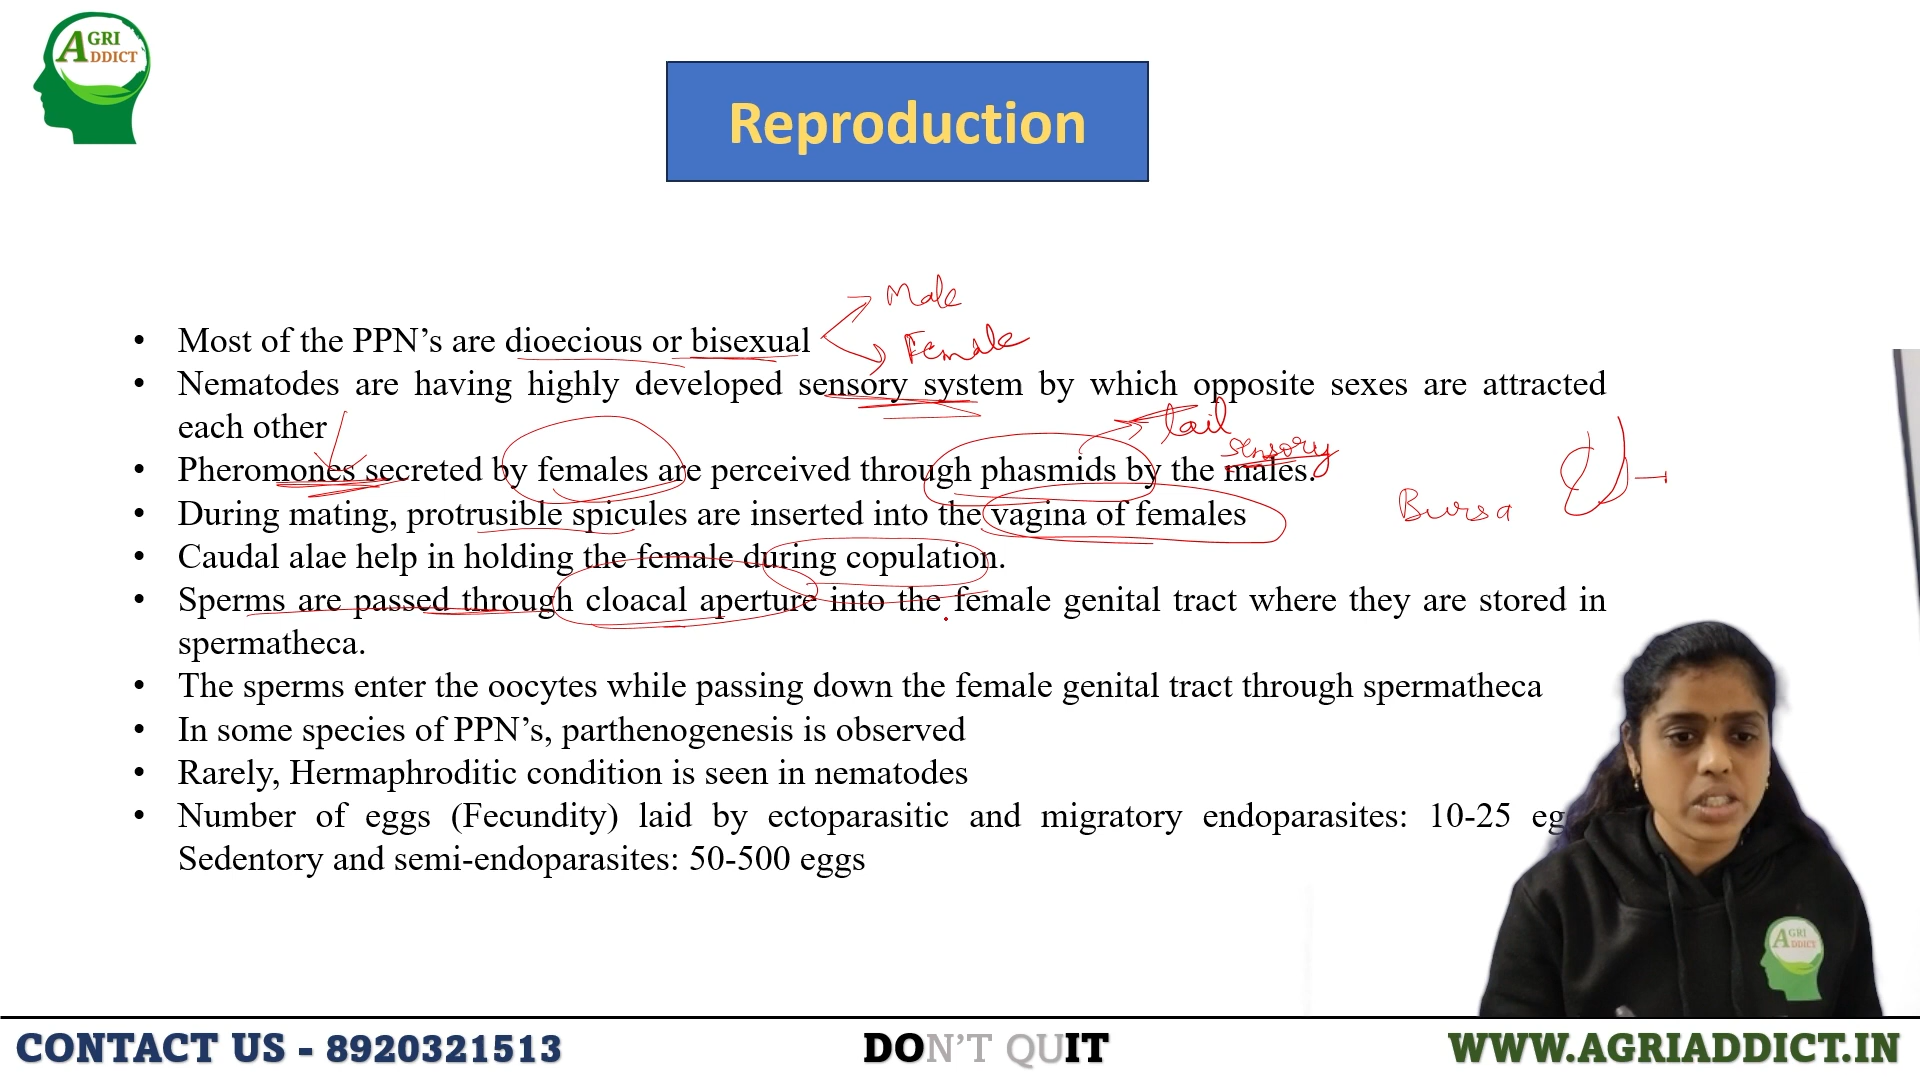 AGRI
ADDICT
Reproduction
Male
• Most of the PPN’s are dioecious or bisexual
Female
• Nematodes are having highly developed sensory system by which opposite sexes are attracted
each other
tail
sensory
• Pheromones secreted by females are perceived through phasmids by the males.
Bursa
• During mating, protrusible spicules are inserted into the vagina of females
• Caudal alae help in holding the female during copulation.
• Sperms are passed through cloacal aperture into the female genital tract where they are stored in
spermatheca.
• The sperms enter the oocytes while passing down the female genital tract through spermatheca
• In some species of PPN’s, parthenogenesis is observed
• Rarely, Hermaphroditic condition is seen in nematodes
• Number of eggs (Fecundity) laid by ectoparasitic and migratory endoparasites: 10-25 eg
Sedentory and semi-endoparasites: 50-500 eggs
AGRI
ADDICT
CONTACT US - 8920321513
DON’T QUIT
WWW.AGRIADDICT.IN